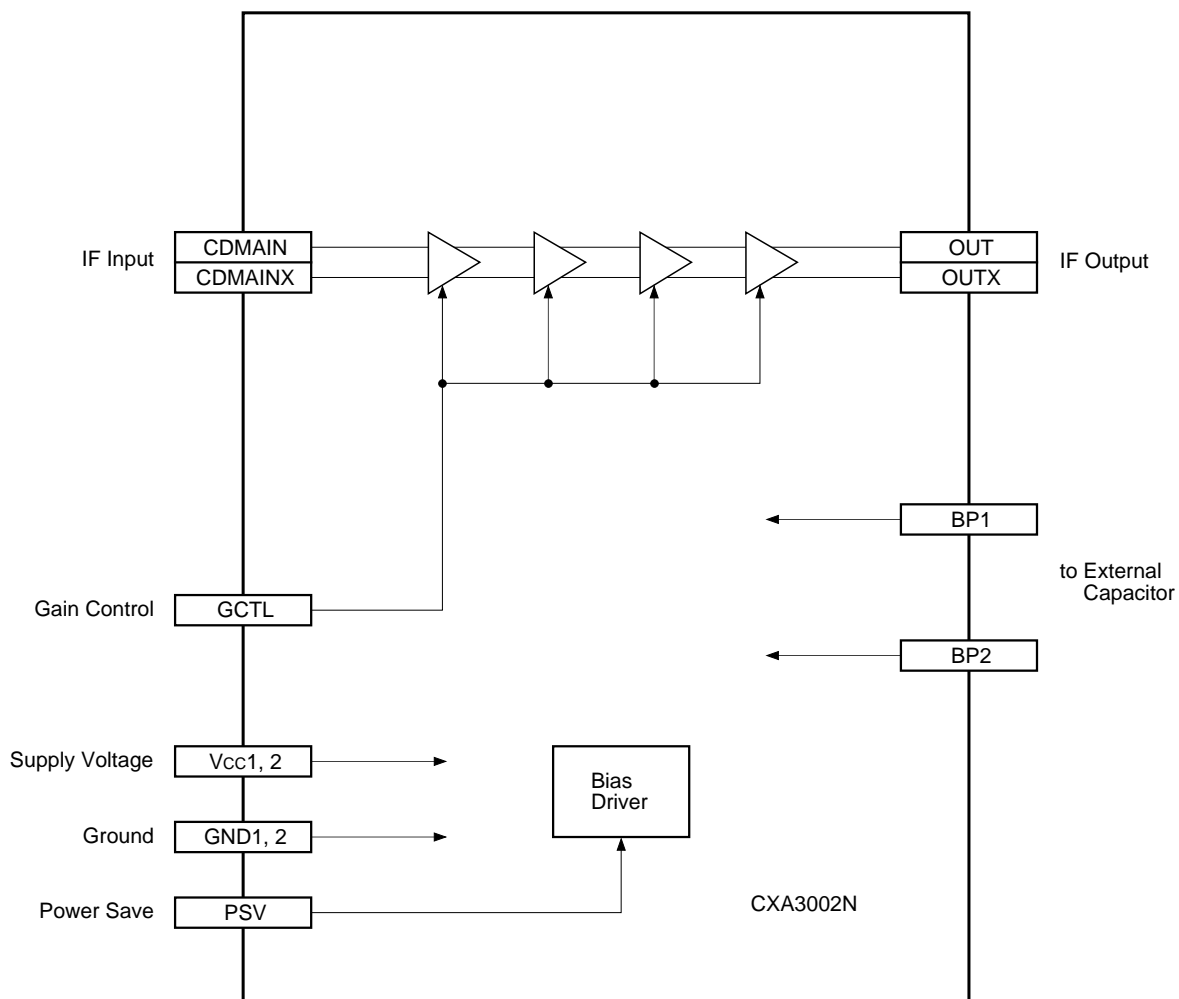 IF Input
CDMAIN
CDMAINX
OUT
OUTX
IF Output
BP1
to External
Capacitor
Gain Control
GCTL
BP2
Supply Voltage
Vcc1, 2
Bias
Driver
Ground
GND1, 2
Power Save
PSV
CXA3002N